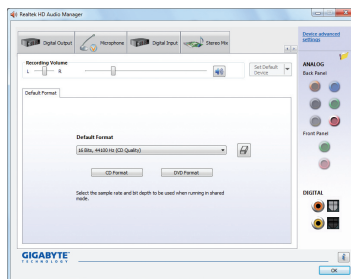 Realtek HD Audio Manager
Digital Output
Microphone
Digital Input
Stereo Mix
Device advanced
settings
Recording Volume
L
R
Set Default
Device
ANALOG
Back Panel
Default Format
Default Format
16 Bits, 44100 Hz (CD Quality)
CD Format
DVD Format
Select the sample rate and bit depth to be used when running in shared
mode.
Front Panel
DIGITAL
GIGABYTE
TECHNOLOGY
OK